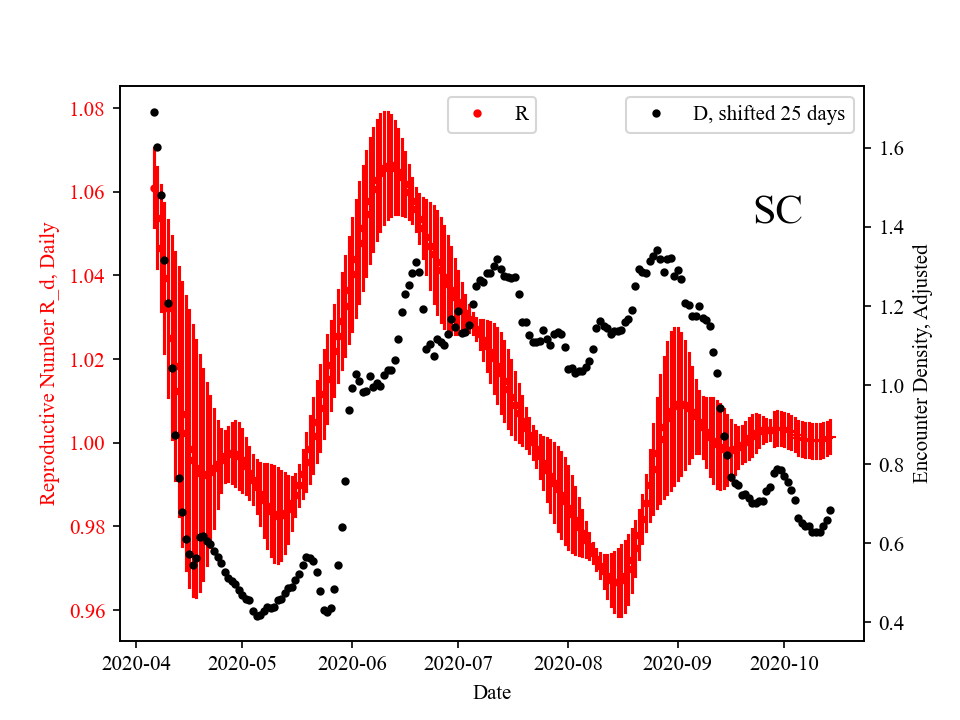 R
D, shifted 25 days
SC
Reproductive Number R_d, Daily
1.08
1.06
1.04
1.02
1.00
0.98
0.96
1.6
1.4
1.2
1.0
0.8
0.6
0.4
Encounter Density, Adjusted
2020-04 2020-05 2020-06 2020-07 2020-08 2020-09 2020-10
Date